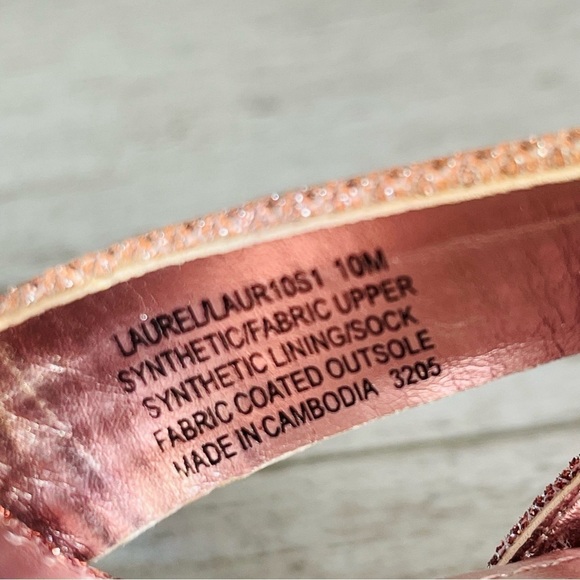 LAUREL/LAUR10S1 10M
SYNTHETIC/FABRIC UPPER
SYNTHETIC LINING/SOCK
FABRIC COATED OUTSOLE
MADE IN CAMBODIA 3205